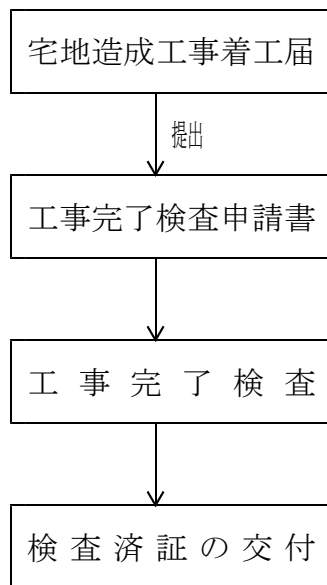 宅地造成工事着工届
提出
工事完了検査申請書
工事完了検査
検査済証の交付